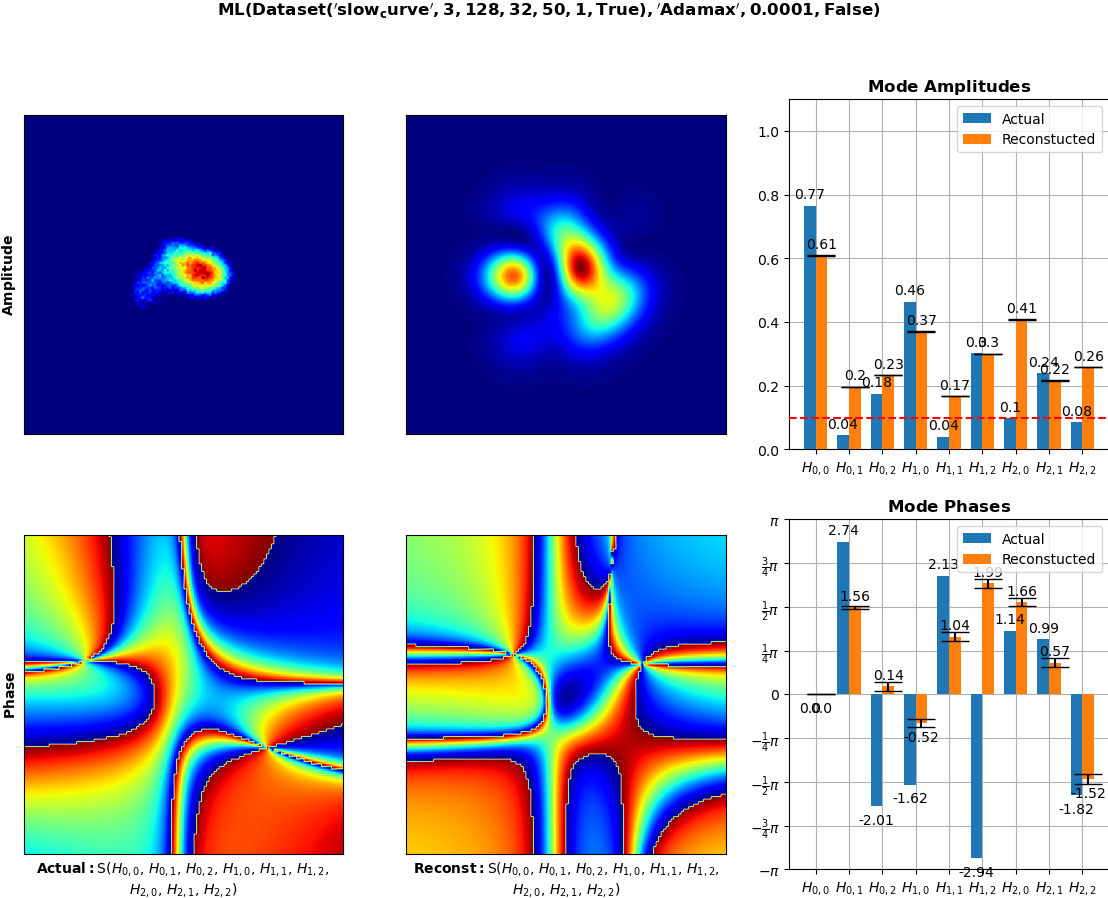 ML(Dataset('slow_curve', 3, 128, 32, 50, 1, True), 'Adamax', 0.0001, False)
Amplitude
Mode Amplitudes
Actual
Reconstucted
1.0
0.8
0.6
0.4
0.2
0.0
0.77
0.61
0.04
0.2
0.18
0.23
0.46
0.37
0.04
0.17
0.3
0.3
0.1
0.41
0.24
0.22
0.08
0.26
H0,0 H0,1 H0,2 H1,0 H1,1 H1,2 H2,0 H2,1 H2,2
Phase
Mode Phases
Actual
Reconstucted
π
3/4π
1/2π
1/4π
0
−1/4π
−1/2π
−3/4π
−π
0.0
0.0
2.74
1.56
-2.01
0.14
-1.62
-0.52
2.13
1.04
-2.94
1.99
1.14
1.66
0.99
0.57
-1.82
-1.52
H0,0 H0,1 H0,2 H1,0 H1,1 H1,2 H2,0 H2,1 H2,2
Actual: S(H0,0, H0,1, H0,2, H1,0, H1,1, H1,2,
H2,0, H2,1, H2,2)
Reconst: S(H0,0, H0,1, H0,2, H1,0, H1,1, H1,2,
H2,0, H2,1, H2,2)